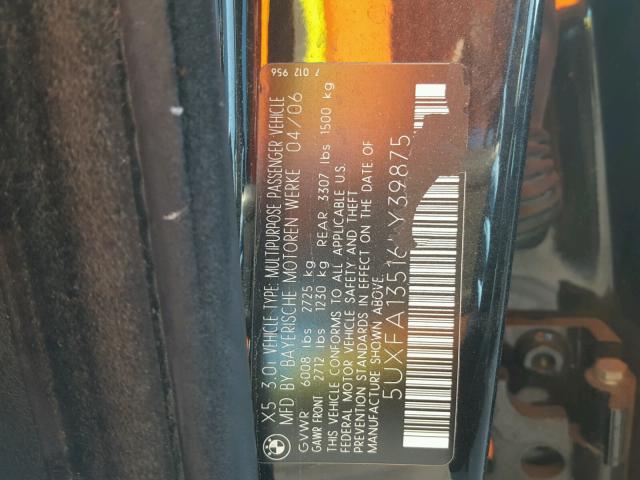 7 012 956
X5 3.0i VEHICLE TYPE: MULTIPURPOSE PASSENGER VEHICLE
MFD BY BAYERISCHE MOTOREN WERKE 04/06
GVWR 6008 lbs 2725 kg
GAWR FRONT 2712 lbs 1230 kg REAR 3307 lbs 1500 kg
THIS VEHICLE CONFORMS TO ALL APPLICABLE U.S.
FEDERAL MOTOR VEHICLE SAFETY AND THEFT
PREVENTION STANDARDS IN EFFECT ON THE DATE OF
MANUFACTURE SHOWN ABOVE.